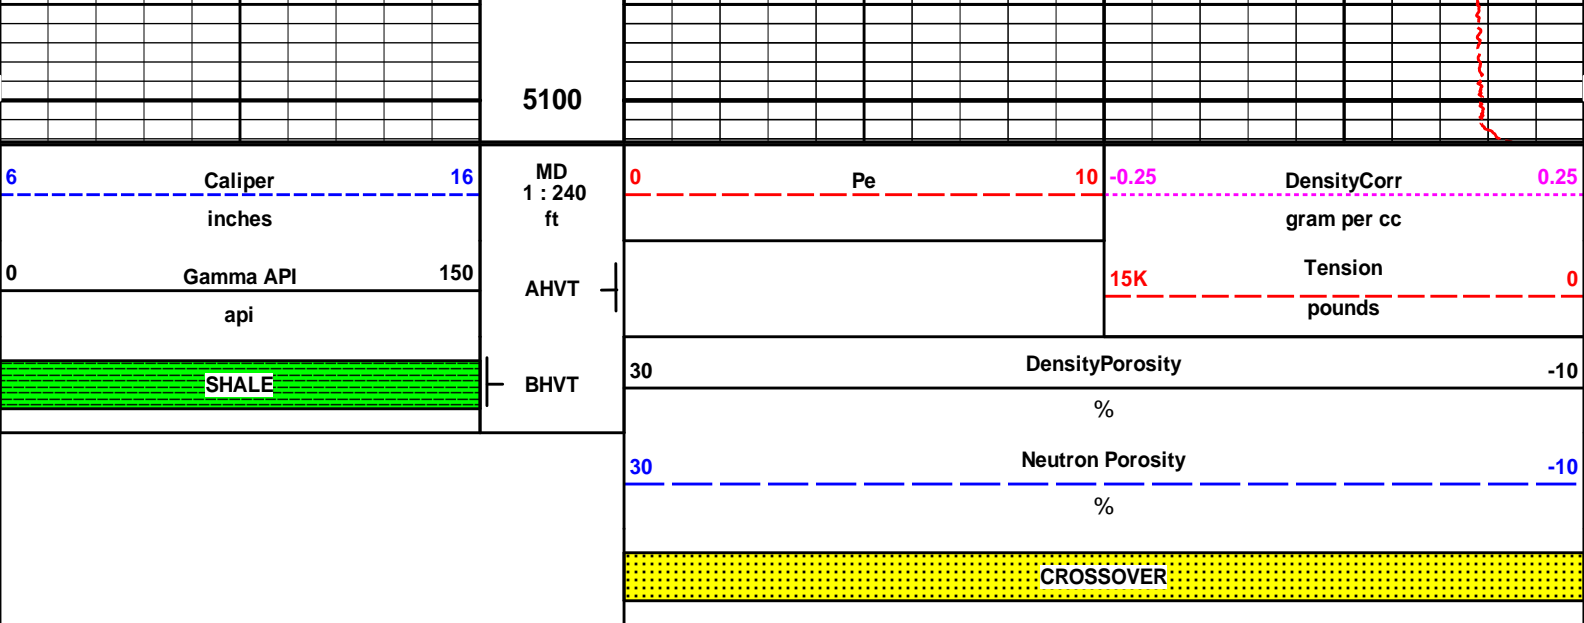 5100
6 Caliper 16
inches
0 Gamma API 150
api
SHALE
MD
1 : 240
ft
AHVT
BHVT
0 Pe 10
-0.25 DensityCorr 0.25
gram per cc
15K Tension 0
pounds
30 DensityPorosity -10
%
30 Neutron Porosity -10
%
CROSSOVER